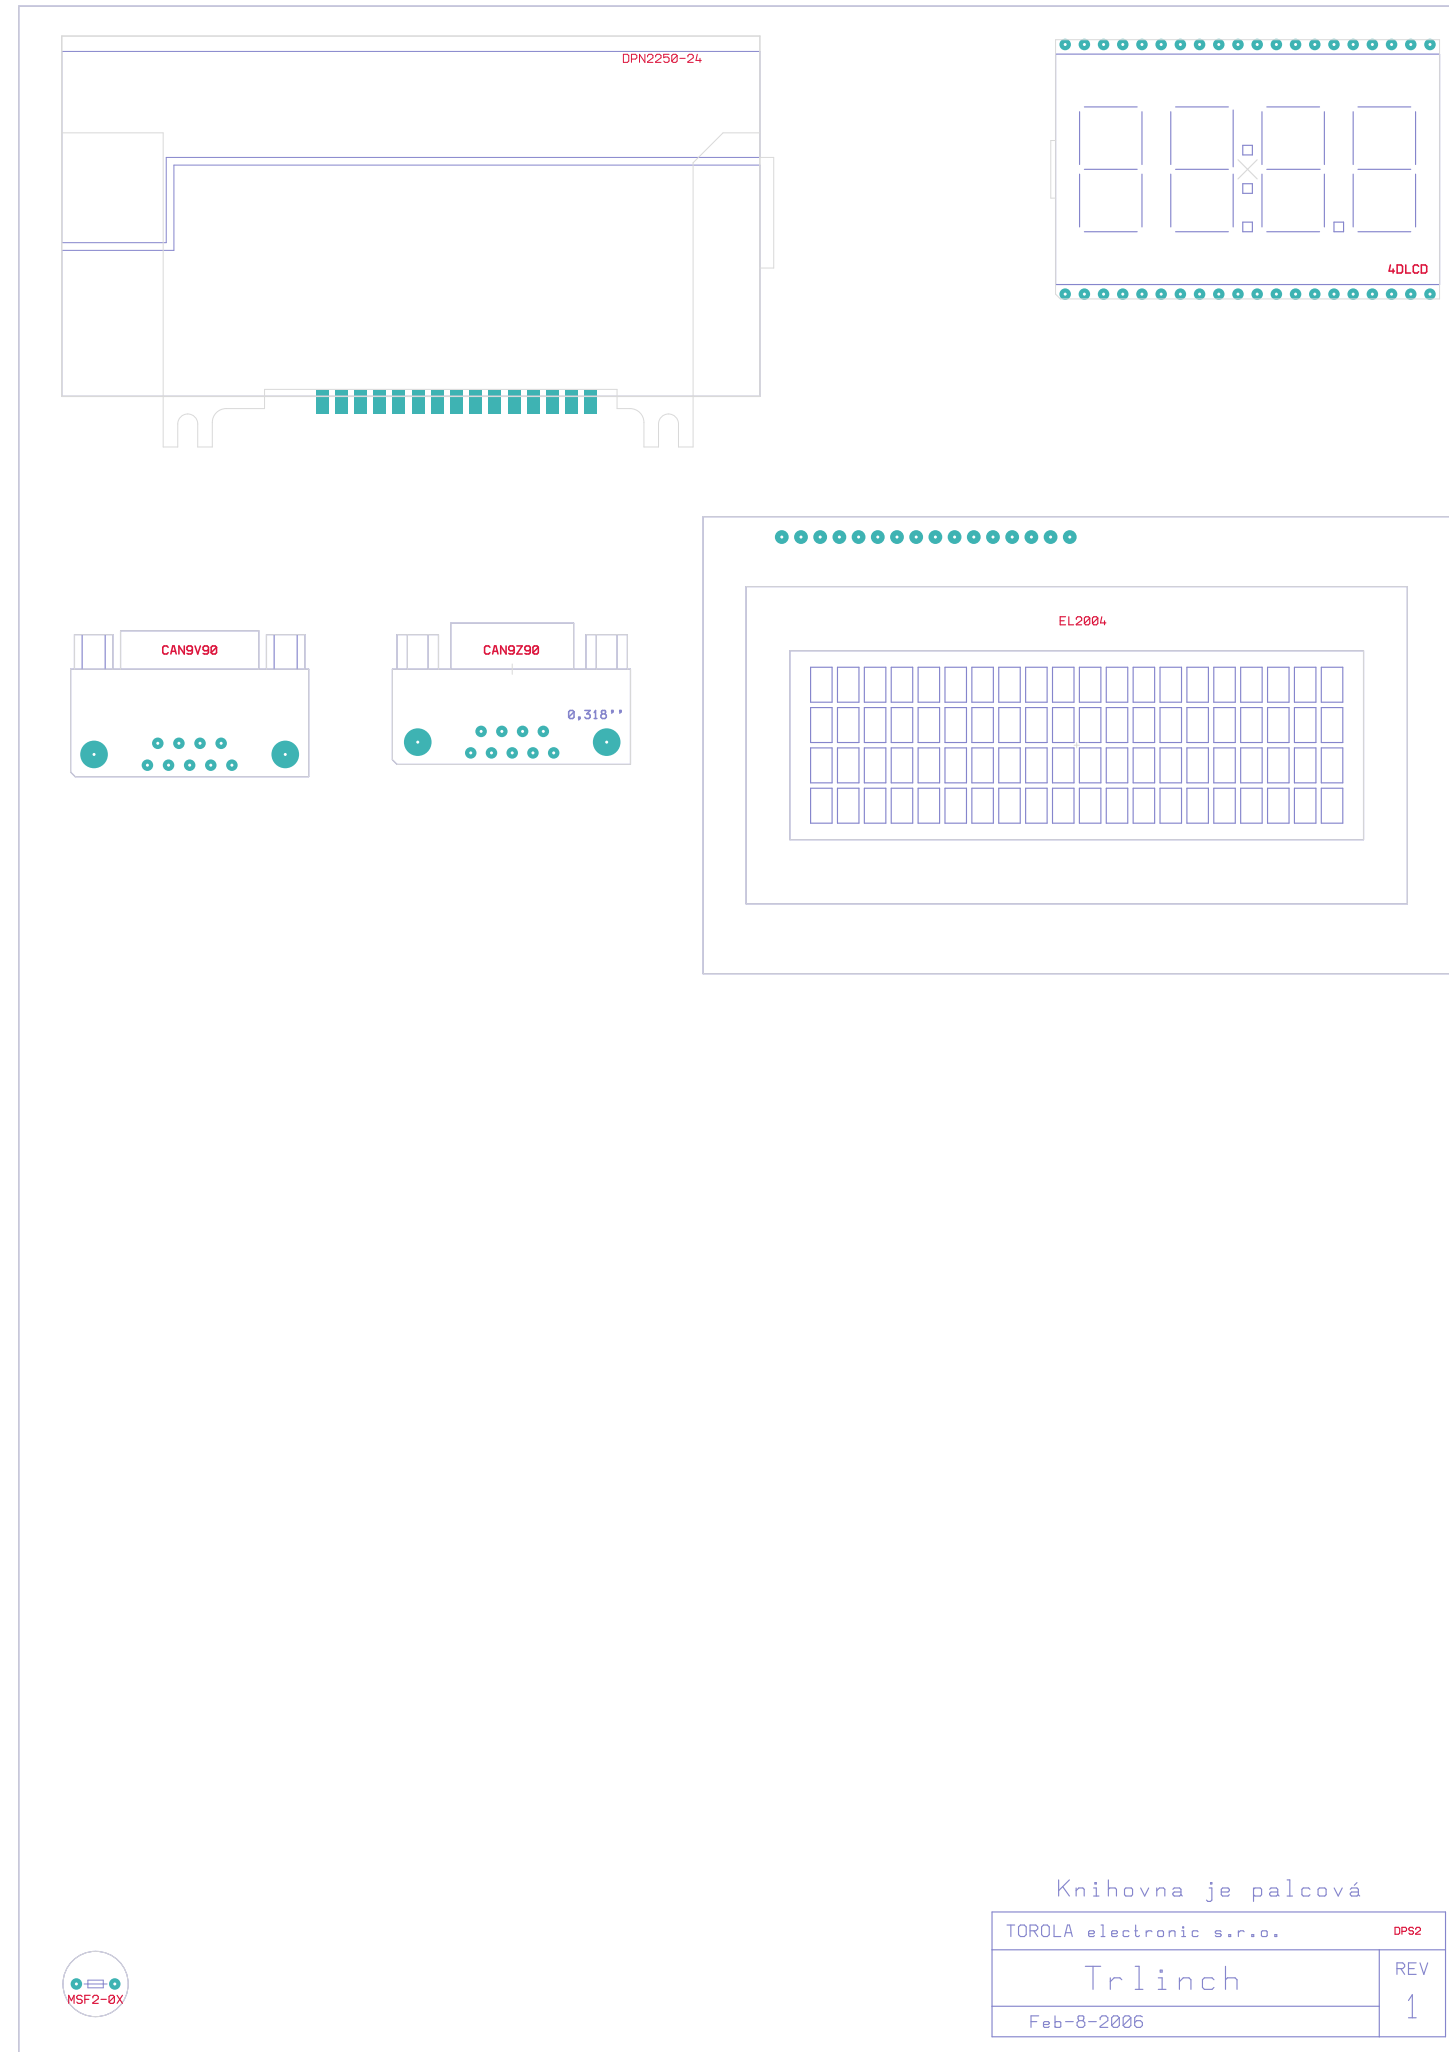 DPN2250-24
4DLCD
EL2004
CAN9V90
CAN9Z90
0,318''
Knihovna je palcová
TOROLA electronic s.r.o.
DPS2
Trlinch
REV
1
Feb-8-2006
MSF2-0X